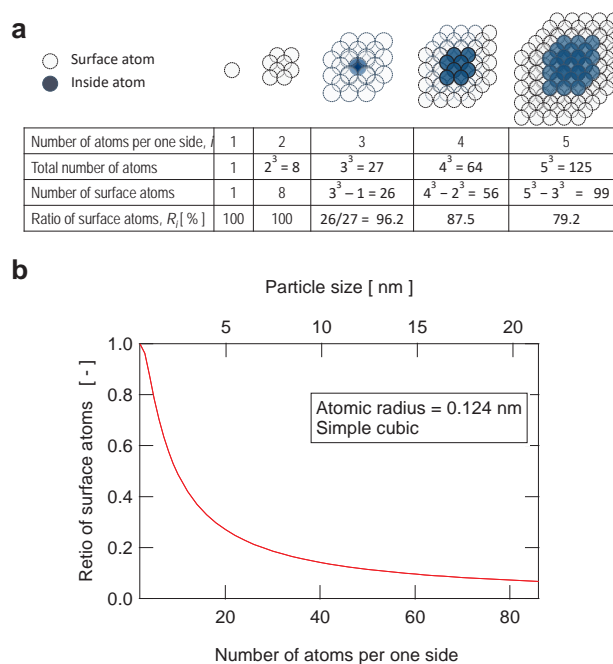 a
Surface atom
Inside atom
Number of atoms per one side, i 1 2 3 4 5
Total number of atoms 1 2³ = 8 3³ = 27 4³ = 64 5³ = 125
Number of surface atoms 1 8 3³ – 1 = 26 4³ – 2³ = 56 5³ – 3³ = 99
Ratio of surface atoms, Rᵢ [ % ] 100 100 26/27 = 96.2 87.5 79.2
b
Particle size [ nm ]
5 10 15 20
1.0
0.8
0.6
0.4
0.2
0.0
Retio of surface atoms [ - ]
Atomic radius = 0.124 nm
Simple cubic
20 40 60 80
Number of atoms per one side